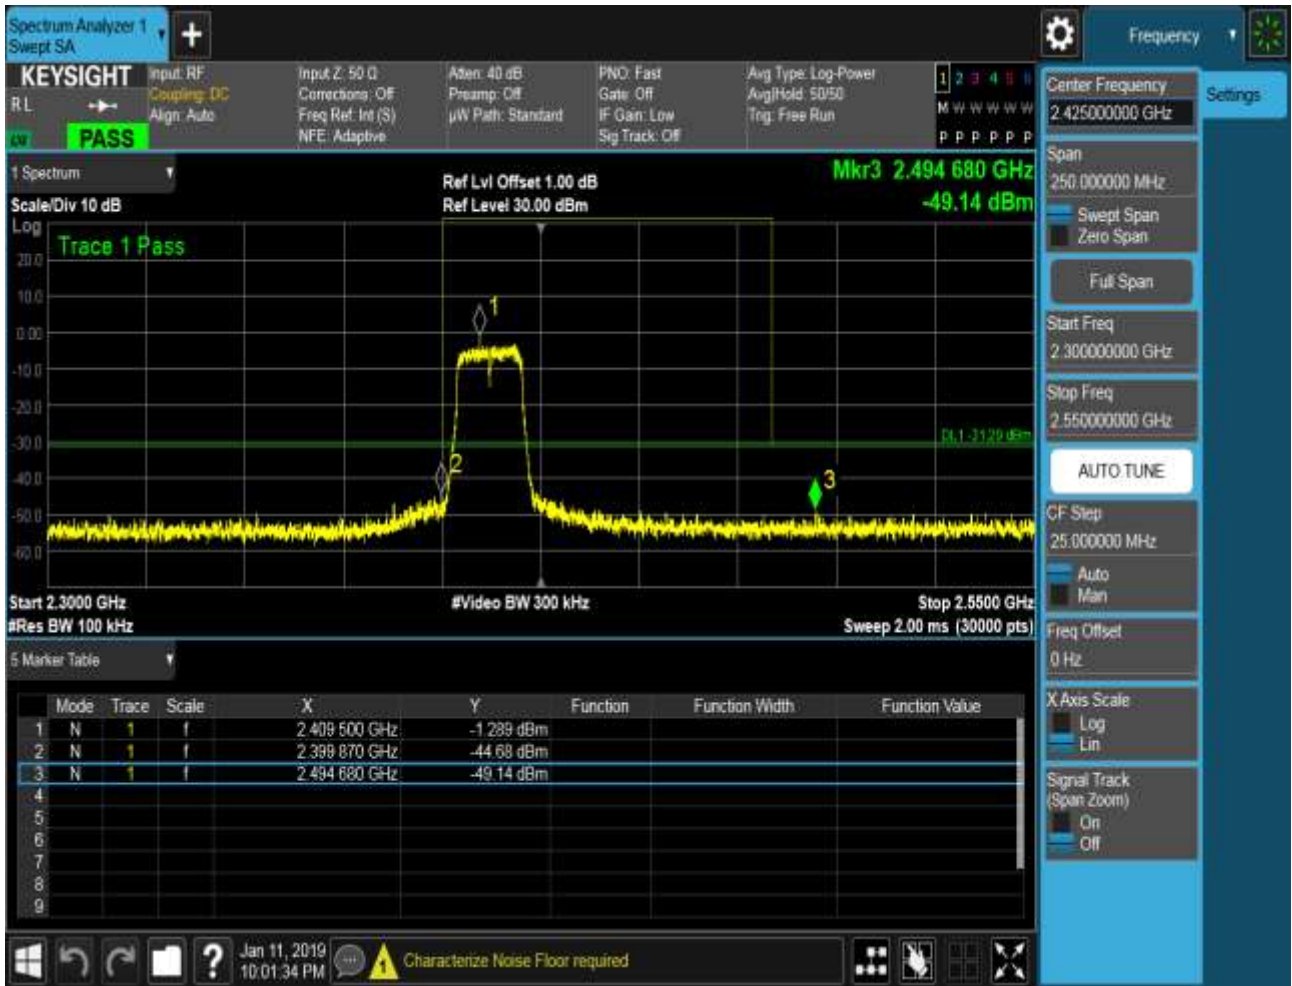 Spectrum Analyzer 1
Swept SA
Frequency
KEYSIGHT
RL
PASS
Input: RF
Coupling: DC
Align: Auto
Input Z: 50 Ω
Corrections: Off
Freq Ref: Int (S)
NFE: Adaptive
Atten: 40 dB
Preamp: Off
µW Path: Standard
PNO: Fast
Gate: Off
IF Gain: Low
Sig Track: Off
Avg Type: Log-Power
Avg|Hold: 50/50
Trig: Free Run
1 2 3 4 5 6
M W W W W W
P P P P P P
1 Spectrum
Scale/Div 10 dB
Ref Lvl Offset 1.00 dB
Ref Level 30.00 dBm
Mkr3 2.494 680 GHz
-49.14 dBm
Log
Trace 1 Pass
20.0
10.0
0.00
-10.0
-20.0
-30.0
-40.0
-50.0
-60.0
1
2
3
DL1 -31.29 dBm
Start 2.3000 GHz
#Video BW 300 kHz
Stop 2.5500 GHz
#Res BW 100 kHz
Sweep 2.00 ms (30000 pts)
5 Marker Table
Mode Trace Scale X Y Function Function Width Function Value
1 N 1 f 2.409 500 GHz -1.289 dBm
2 N 1 f 2.399 870 GHz -44.68 dBm
3 N 1 f 2.494 680 GHz -49.14 dBm
4
5
6
7
8
9
Center Frequency
2.425000000 GHz
Settings
Span
250.000000 MHz
Swept Span
Zero Span
Full Span
Start Freq
2.300000000 GHz
Stop Freq
2.550000000 GHz
AUTO TUNE
CF Step
25.000000 MHz
Auto
Man
Freq Offset
0 Hz
X Axis Scale
Log
Lin
Signal Track
(Span Zoom)
On
Off
?
Jan 11, 2019
10:01:34 PM
1
Characterize Noise Floor required